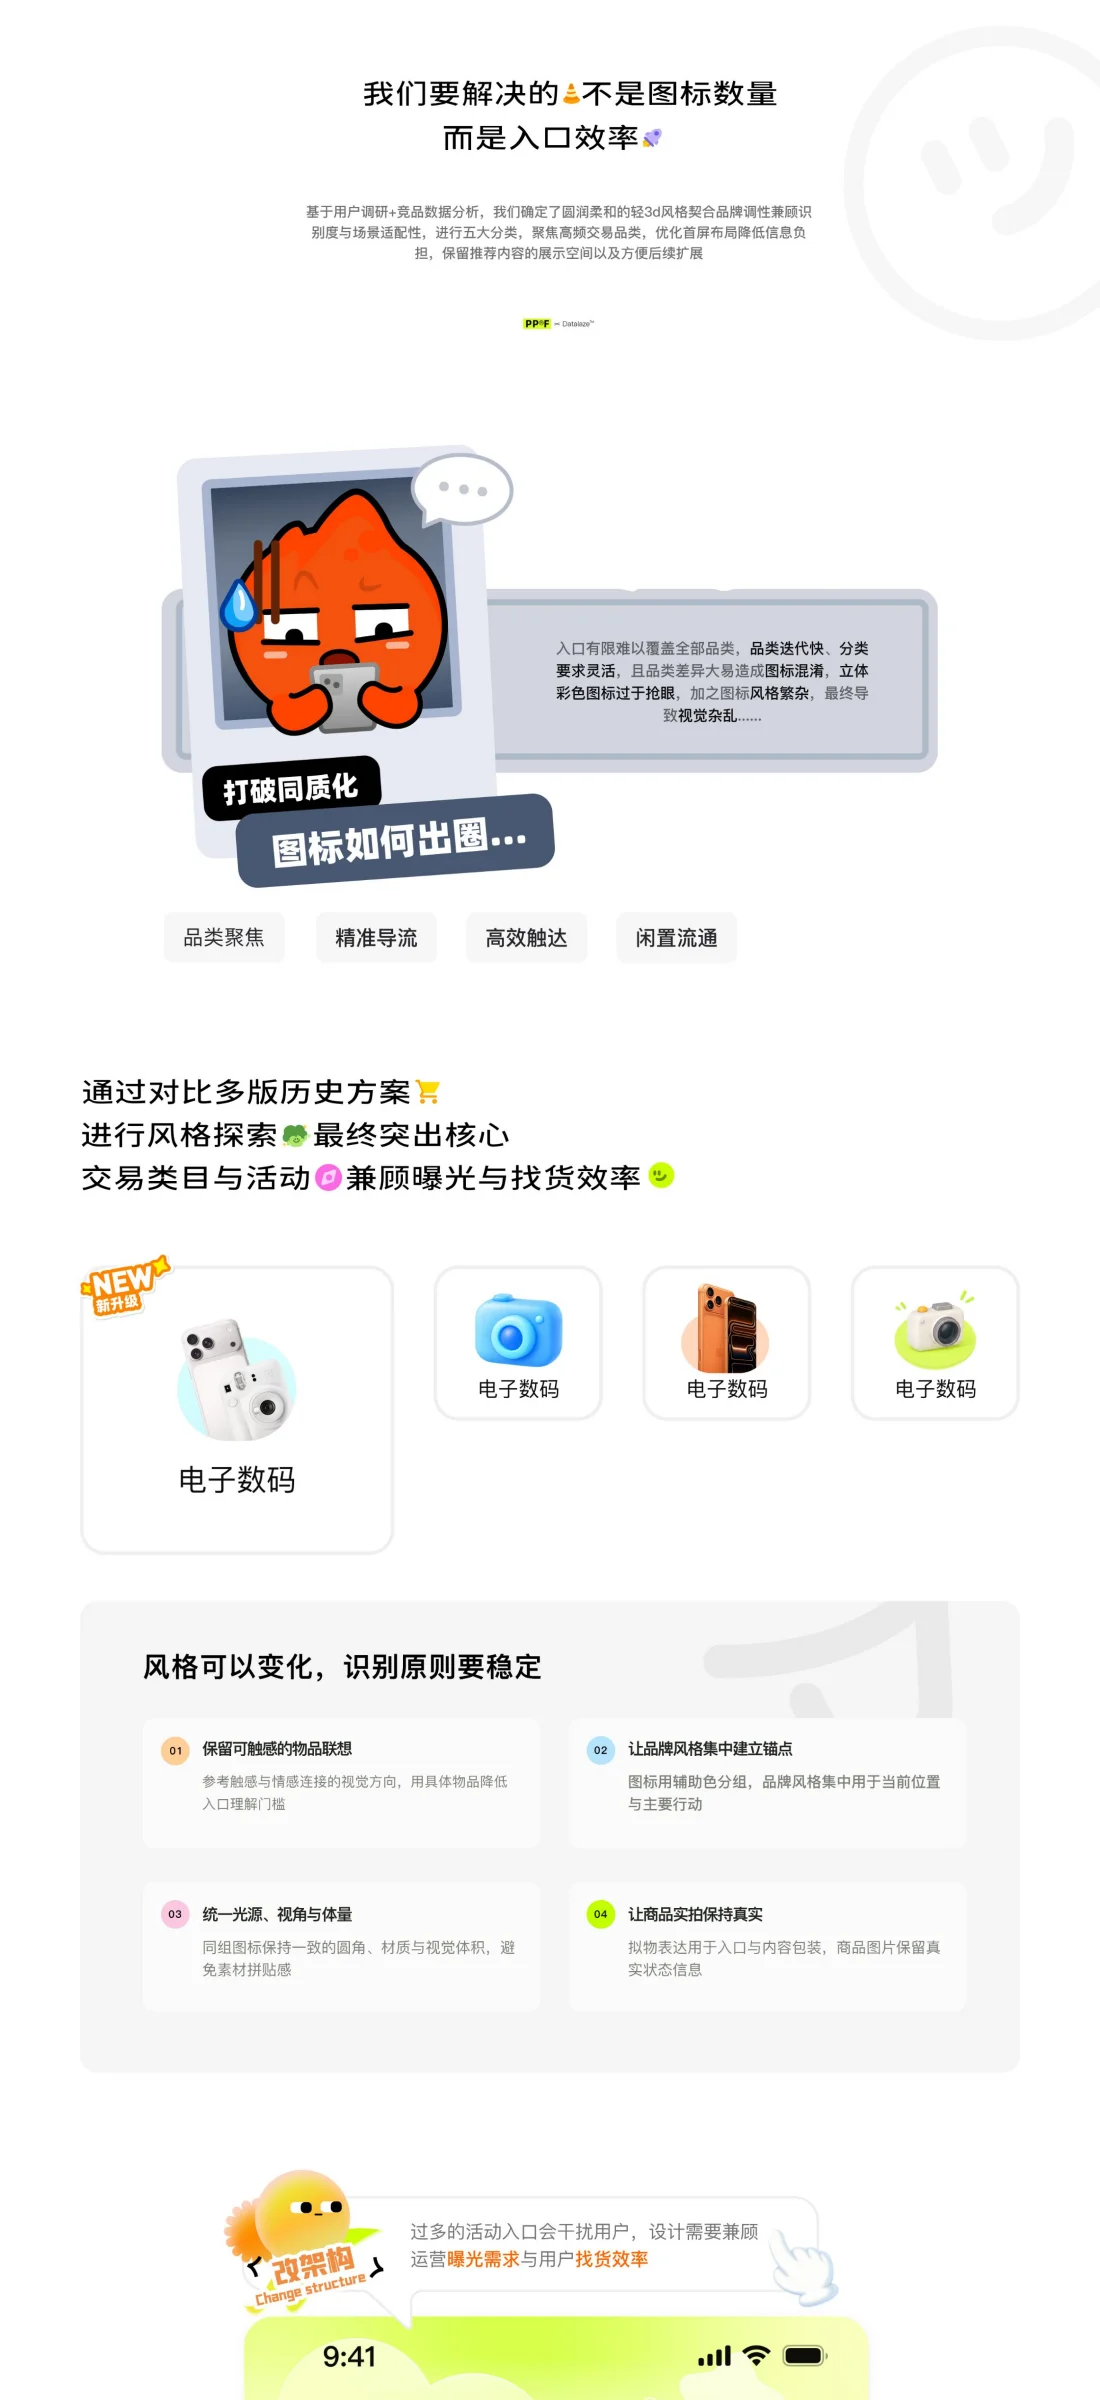 我们要解决的不是图标数量
而是入口效率
基于用户调研+竞品数据分析，我们确定了圆润柔和的轻3d风格契合品牌调性兼顾识
别度与场景适配性，进行五大分类，聚焦高频交易品类，优化首屏布局降低信息负
担，保留推荐内容的展示空间以及方便后续扩展
Datalaze™
入口有限难以覆盖全部品类，品类迭代快、分类
要求灵活，且品类差异大易造成图标混淆，立体
彩色图标过于抢眼，加之图标风格繁杂，最终导
致视觉杂乱......
打破同质化
图标如何出圈...
品类聚焦
精准导流
高效触达
闲置流通
通过对比多版历史方案
进行风格探索最终突出核心
交易类目与活动兼顾曝光与找货效率
NEW
新升级
电子数码
电子数码
电子数码
电子数码
风格可以变化，识别原则要稳定
01
保留可触感的物品联想
参考触感与情感连接的视觉方向，用具体物品降低
入口理解门槛
02
让品牌风格集中建立锚点
图标用辅助色分组，品牌风格集中用于当前位置
与主要行动
03
统一光源、视角与体量
同组图标保持一致的圆角、材质与视觉体积，避
免素材拼贴感
04
让商品实拍保持真实
拟物表达用于入口与内容包装，商品图片保留真
实状态信息
过多的活动入口会干扰用户，设计需要兼顾
运营曝光需求与用户找货效率
改架构
Change structure
9:41